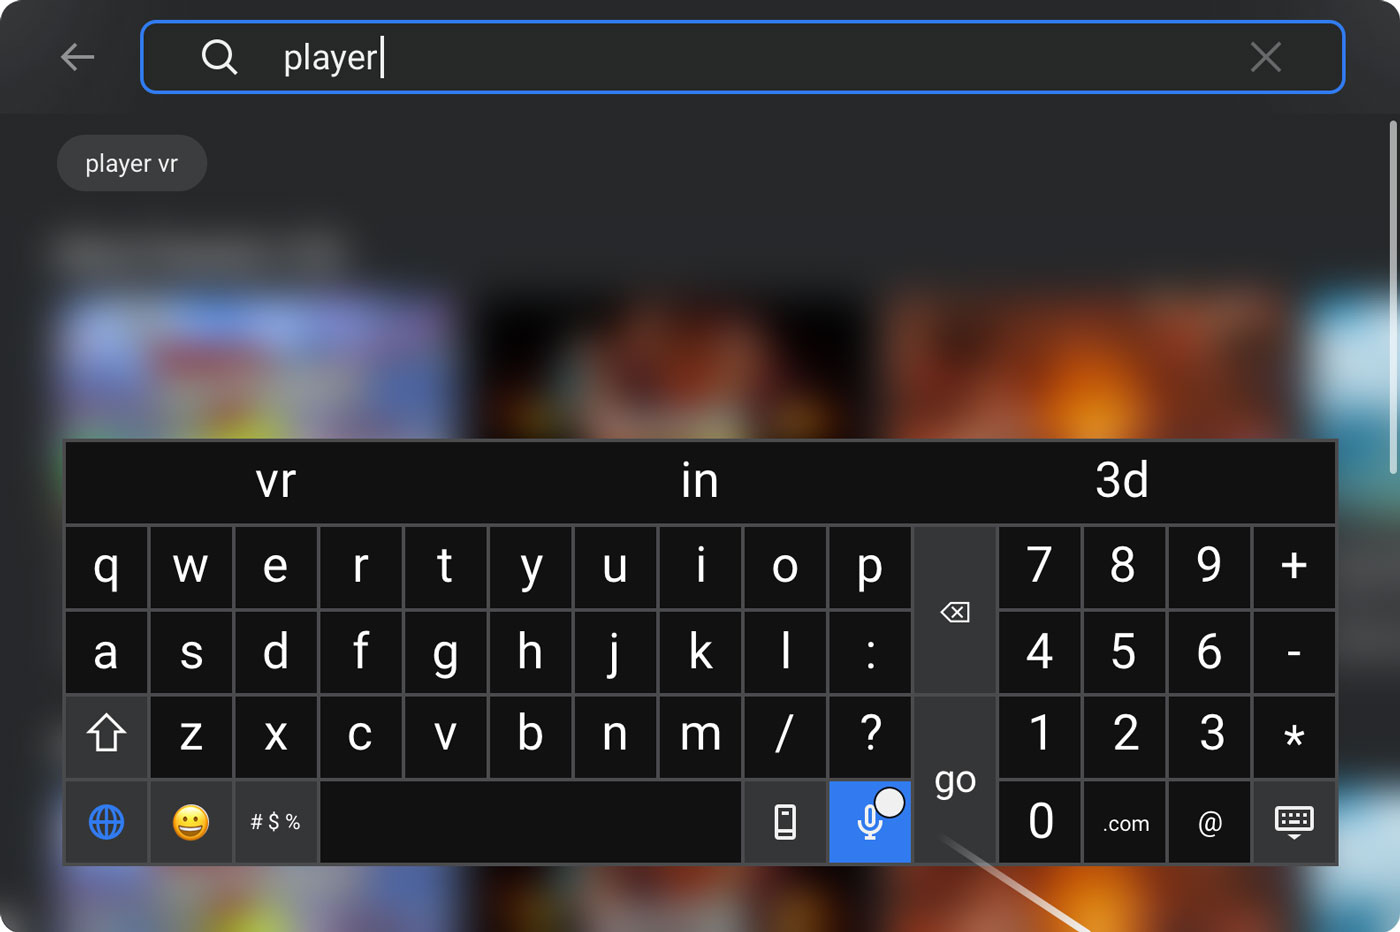 player
player vr
vr in 3d
q w e r t y u i o p 7 8 9 +
a s d f g h j k l : 4 5 6 -
z x c v b n m / ? go 1 2 3 *
# $ % 0 .com @